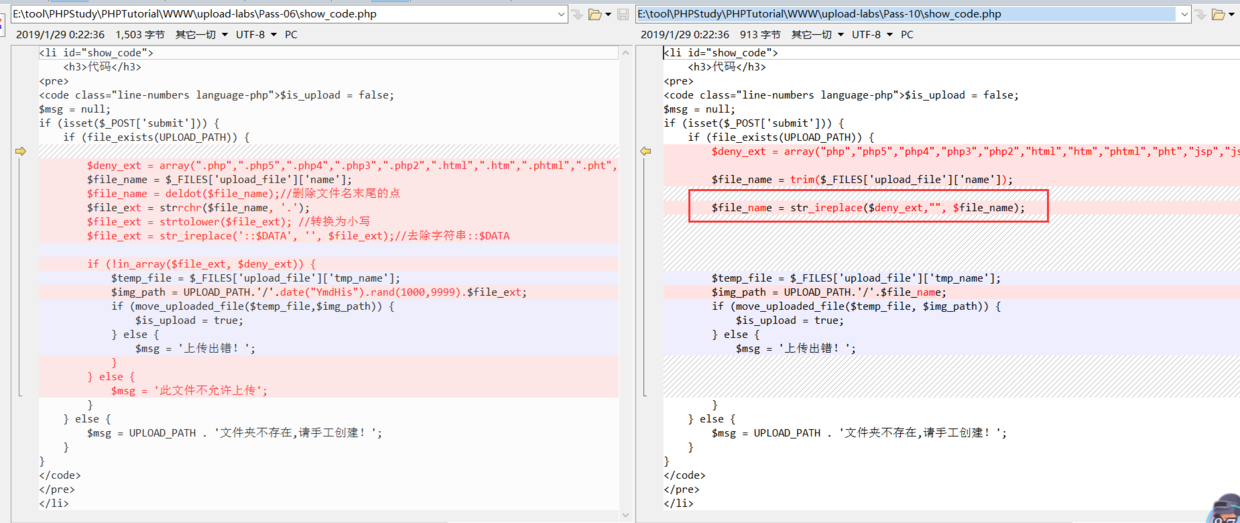 E:\tool\PHPStudy\PHPTutorial\WWW\upload-labs\Pass-06\show_code.php
2019/1/29 0:22:36 1,503 字节 其它一切 UTF-8 PC
<li id="show_code">
<h3>代码</h3>
<pre>
<code class="line-numbers language-php">$is_upload = false;
$msg = null;
if (isset($_POST['submit'])) {
if (file_exists(UPLOAD_PATH)) {
$deny_ext = array(".php",".php5",".php4",".php3",".php2",".html",".htm",".phtml",".pht",
$file_name = $_FILES['upload_file']['name'];
$file_name = deldot($file_name);//删除文件名末尾的点
$file_ext = strrchr($file_name, '.');
$file_ext = strtolower($file_ext); //转换为小写
$file_ext = str_ireplace('::$DATA', '', $file_ext);//去除字符串::$DATA
if (!in_array($file_ext, $deny_ext)) {
$temp_file = $_FILES['upload_file']['tmp_name'];
$img_path = UPLOAD_PATH.'/'.date("YmdHis").rand(1000,9999).$file_ext;
if (move_uploaded_file($temp_file,$img_path)) {
$is_upload = true;
} else {
$msg = '上传出错！';
}
} else {
$msg = '此文件不允许上传';
}
} else {
$msg = UPLOAD_PATH . '文件夹不存在,请手工创建！';
}
}
</code>
</pre>
</li>
E:\tool\PHPStudy\PHPTutorial\WWW\upload-labs\Pass-10\show_code.php
2019/1/29 0:22:36 913 字节 其它一切 UTF-8 PC
<li id="show_code">
<h3>代码</h3>
<pre>
<code class="line-numbers language-php">$is_upload = false;
$msg = null;
if (isset($_POST['submit'])) {
if (file_exists(UPLOAD_PATH)) {
$deny_ext = array("php","php5","php4","php3","php2","html","htm","phtml","pht","jsp","js
$file_name = trim($_FILES['upload_file']['name']);
$file_name = str_ireplace($deny_ext,"", $file_name);
$temp_file = $_FILES['upload_file']['tmp_name'];
$img_path = UPLOAD_PATH.'/'.$file_name;
if (move_uploaded_file($temp_file, $img_path)) {
$is_upload = true;
} else {
$msg = '上传出错！';
}
} else {
$msg = UPLOAD_PATH . '文件夹不存在,请手工创建！';
}
}
</code>
</pre>
</li>